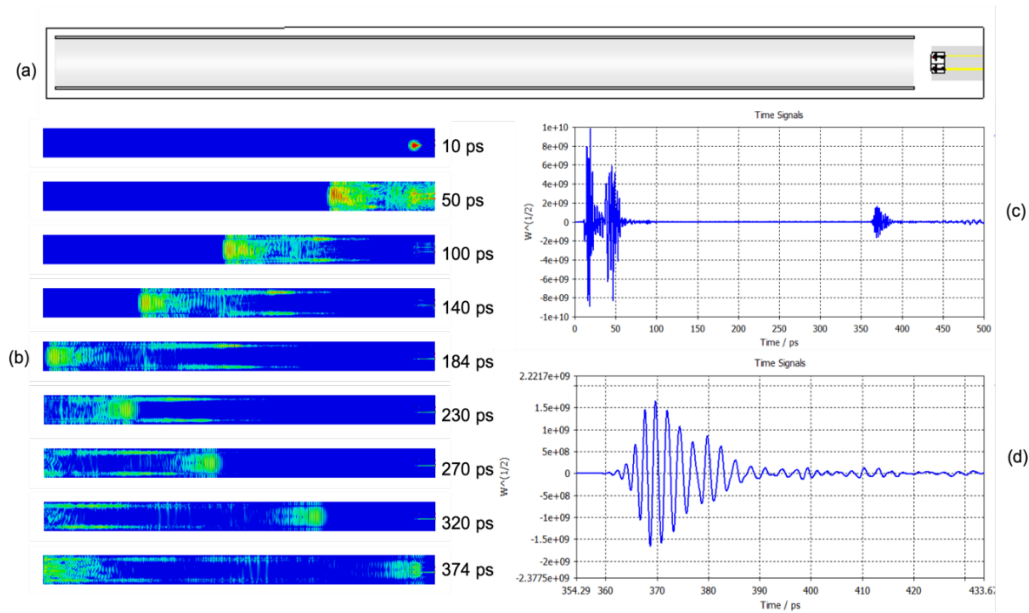 (a)
(b)
10 ps
50 ps
100 ps
140 ps
184 ps
230 ps
270 ps
320 ps
374 ps
Time Signals
W^(1/2)
1e+10
8e+09
6e+09
4e+09
2e+09
0
-2e+09
-4e+09
-6e+09
-8e+09
-1e+10
0 50 100 150 200 250 300 350 400 450 500
Time / ps
(c)
Time Signals
W^(1/2)
2.2217e+09
1.5e+09
1e+09
5e+08
0
-5e+08
-1e+09
-1.5e+09
-2.3775e+09
354.29 360 370 380 390 400 410 420 433.67
Time / ps
(d)